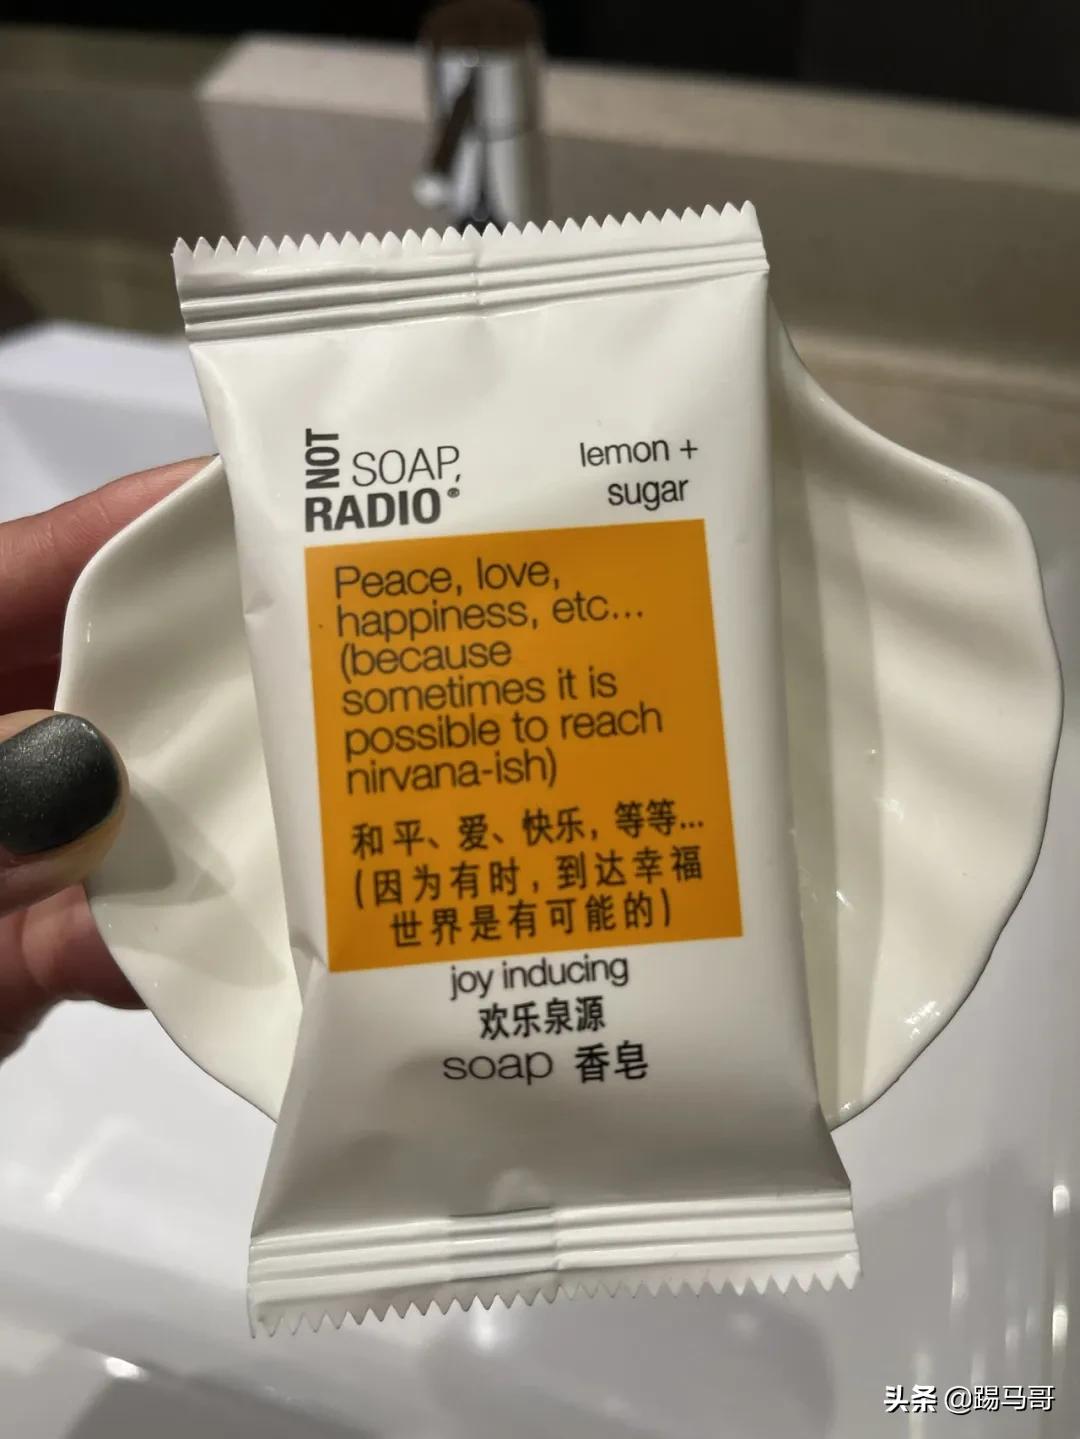 NOT
SOAP,
RADIO®
lemon +
sugar
Peace, love,
happiness, etc...
(because
sometimes it is
possible to reach
nirvana-ish)
和平、爱、快乐，等等...
(因为有时，到达幸福
世界是有可能的)
joy inducing
欢乐泉源
soap 香皂
头条 @踢马哥